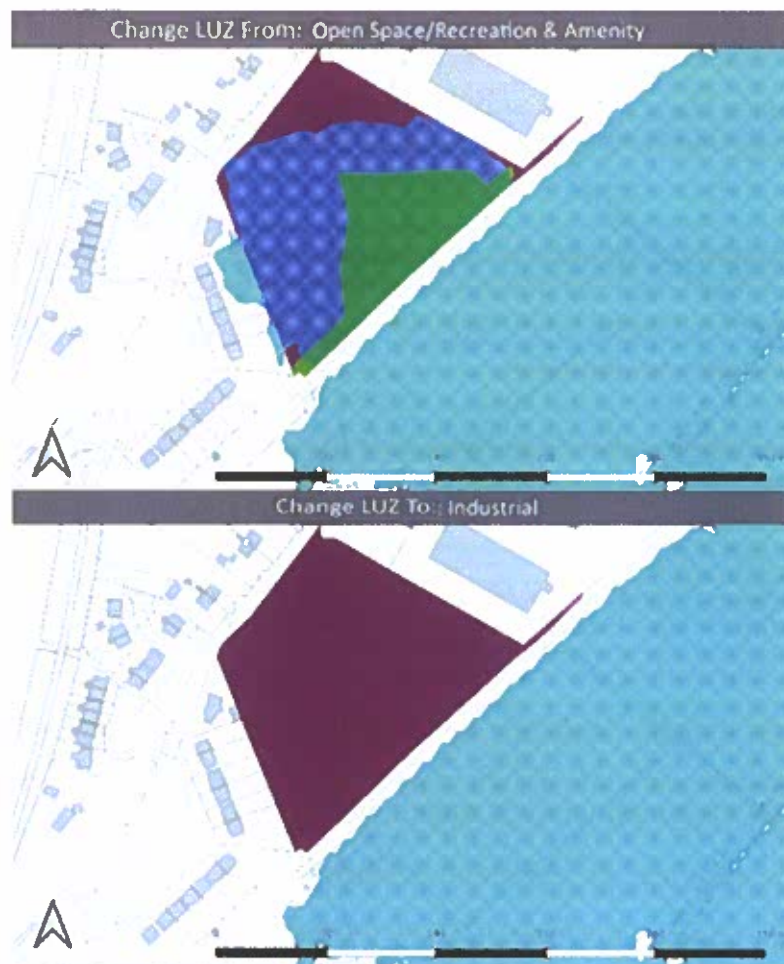 Change LUZ From: Open Space/Recreation & Amenity
Change LUZ To: Industrial